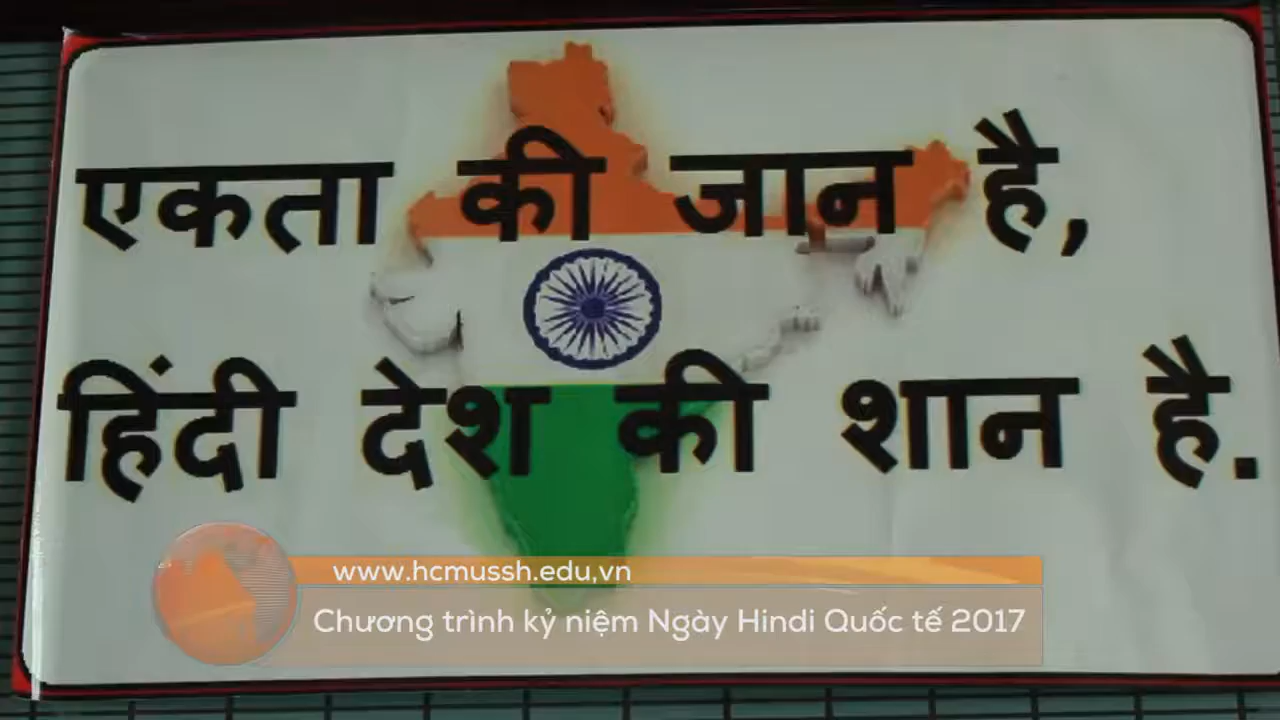 एकता की जान है,
हिंदी देश की शान है.
www.hcmussh.edu,vn
Chương trình kỷ niệm Ngày Hindi Quốc tế 2017